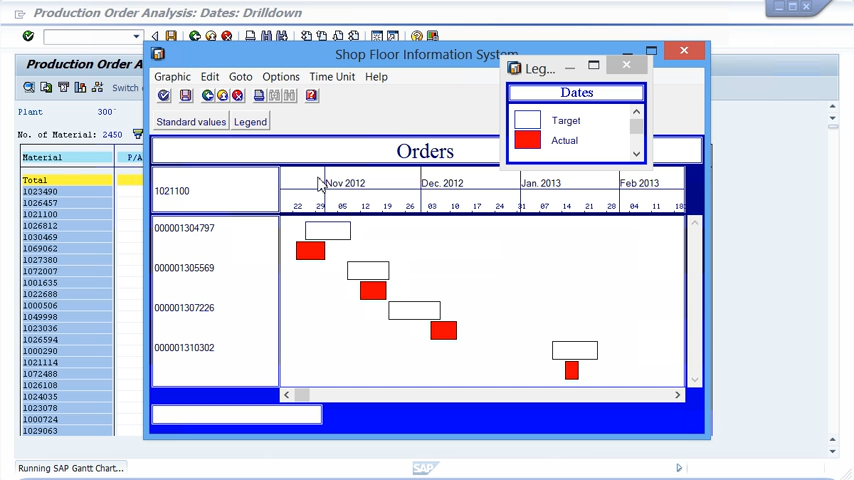 Production Order Analysis: Dates: Drilldown
Production Order A
Switch
Plant 300
No. of Material: 2450
Material P/A
Total
1023490
1026457
1021100
1026812
1030469
1069062
1027380
1072007
1001635
1022688
1000506
1049998
1023036
1026594
1000290
1021114
1072488
1026108
1024035
1023078
1000724
1029063
Running SAP Gantt Chart...
SAP
Shop Floor Information System
Graphic Edit Goto Options Time Unit Help
Standard values Legend
Orders
1021100
Nov 2012 Dec. 2012 Jan. 2013 Feb 2013
22 29 05 12 19 26 03 10 17 24 31 07 14 21 28 04 11 18
000001304797
000001305569
000001307226
000001310302
Leg...
Dates
Target
Actual